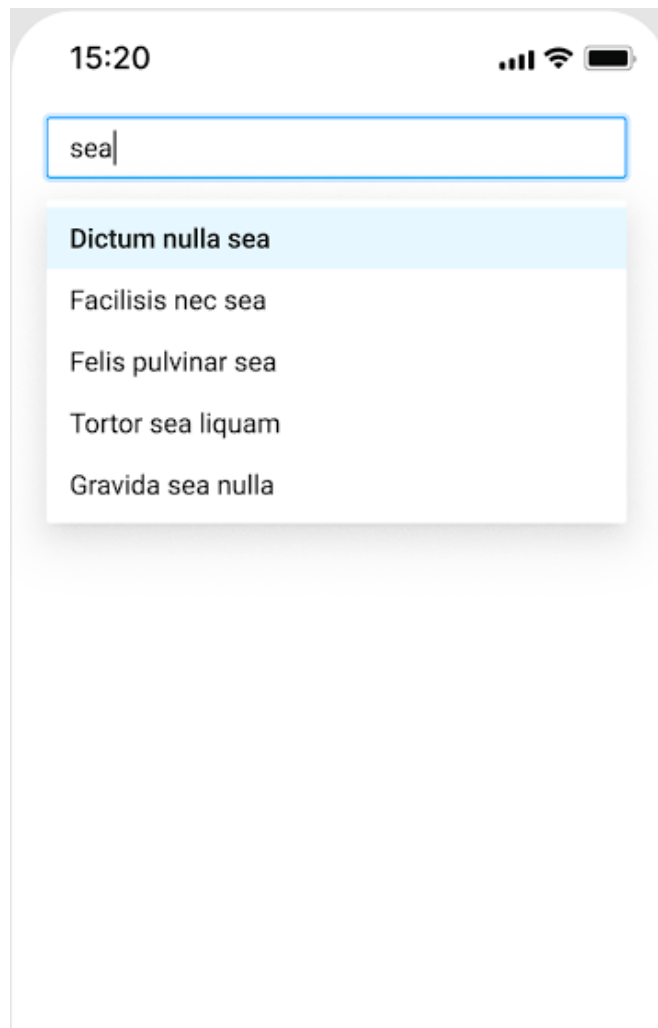 15:20
sea
Dictum nulla sea
Facilisis nec sea
Felis pulvinar sea
Tortor sea liquam
Gravida sea nulla